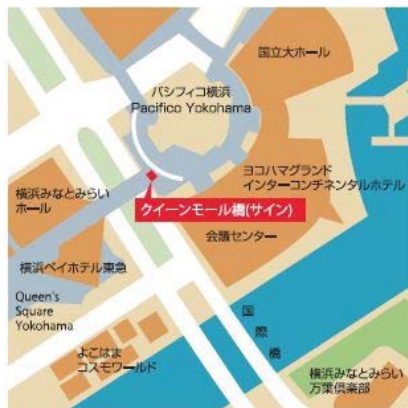 国立大ホール
パシフィコ横浜
Pacifico Yokohama
ヨコハマグランド
インターコンチネンタルホテル
横浜みなとみらい
ホール
クイーンモール橋(サイン)
会議センター
横浜ベイホテル東急
Queen's
Square
Yokohama
国際橋
よこはま
コスモワールド
横浜みなとみらい
万葉倶楽部